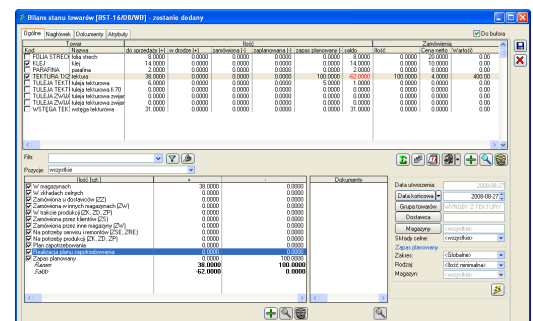 Bilans stanu towarów [BST-16/08/WB] - zostanie dodany
Ogólne Nagłówek Dokumenty Atrybuty Do bufora
Towar Ilość Zamówienia
Kod Nazwa do sprzedaży [+] w drodze [+] zamówiona [-] zaplanowana [-] zapas planowany [-] saldo Ilość Cena netto Wartość
FOLIA STRECH folia strech 8.0000 0.0000 0.0000 0.0000 0.0000 8.0000 0.0000 20.0000 0.00
KLEJ klej 14.0000 0.0000 0.0000 0.0000 0.0000 14.0000 0.0000 10.0000 0.00
PARAFINA parafina 2.0000 0.0000 0.0000 0.0000 0.0000 2.0000 0.0000 8.0000 0.00
TEKTURA 1X2 tektura 38.0000 0.0000 0.0000 0.0000 100.0000 -62.0000 100.0000 4.0000 400.00
TULEJA TEKT tuleja tekturowa 6.0000 0.0000 0.0000 0.0000 5.0000 1.0000 0.0000 0.0000 0.00
TULEJA TEKT tuleja tekturowa fi 70 0.0000 0.0000 0.0000 0.0000 0.0000 0.0000 0.0000 0.0000 0.00
TULEJA ZWIJA tuleja tekturowa zwijar 0.0000 0.0000 0.0000 0.0000 0.0000 0.0000 0.0000 0.0000 0.00
TULEJA ZWIJA tuleja tekturowa zwijar 0.0000 0.0000 0.0000 0.0000 0.0000 0.0000 0.0000 0.0000 0.00
WSTĘGA TEK wstęga tekturowa 31.0000 0.0000 0.0000 0.0000 0.0000 31.0000 0.0000 0.0000 0.00
Filtr:
Pozycje: wszystkie
Ilość [szt.] + -
W magazynach 38.0000 0.0000
W składach celnych 0.0000 0.0000
Zamówiona u dostawców [ZZ] 0.0000 0.0000
Zamówiona w innych magazynach [ZW] 0.0000 0.0000
W trakcie produkcji [ZK, ZD, ZP] 0.0000 0.0000
Zamówiona przez klientów [ZS] 0.0000 0.0000
Zamówiona przez inne magazyny [ZW] 0.0000 0.0000
Na potrzeby serwisu i remontów [ZSE, ZRE] 0.0000 0.0000
Na potrzeby produkcji [ZK, ZD, ZP] 0.0000 0.0000
Plan zapotrzebowania 0.0000 0.0000
Realizacja planu zapotrzebowania 0.0000 0.0000
Zapas planowany 0.0000 100.0000
Razem 38.0000 100.0000
Saldo -62.0000 0.0000
Dokumenty
Data utworzenia: 2008-08-27
Data końcowa 2008-08-27
Grupa towarów WYROBY Z TEKTURY
Dostawca
Magazyny <wszystkie>
Składy celne: <wszystkie>
Zapas planowany
Zakres: <Globalne>
Rodzaj: <Ilość minimalna>
Magazyn: <wszystkie>